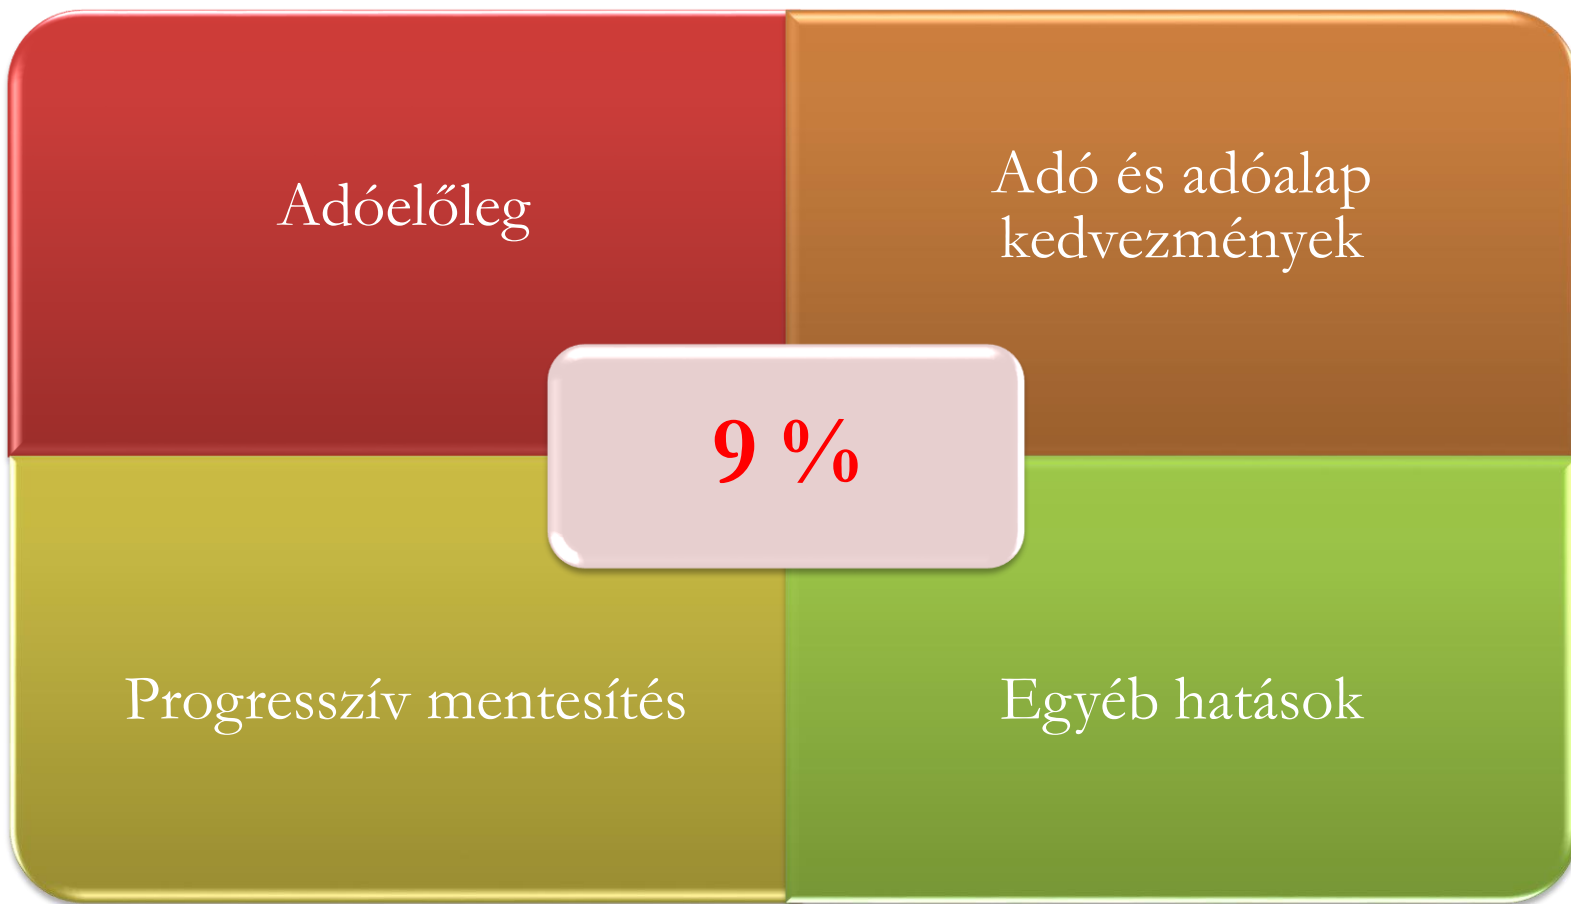 Adóelőleg
Adó és adóalap
kedvezmények
9 %
Progresszív mentesítés
Egyéb hatások